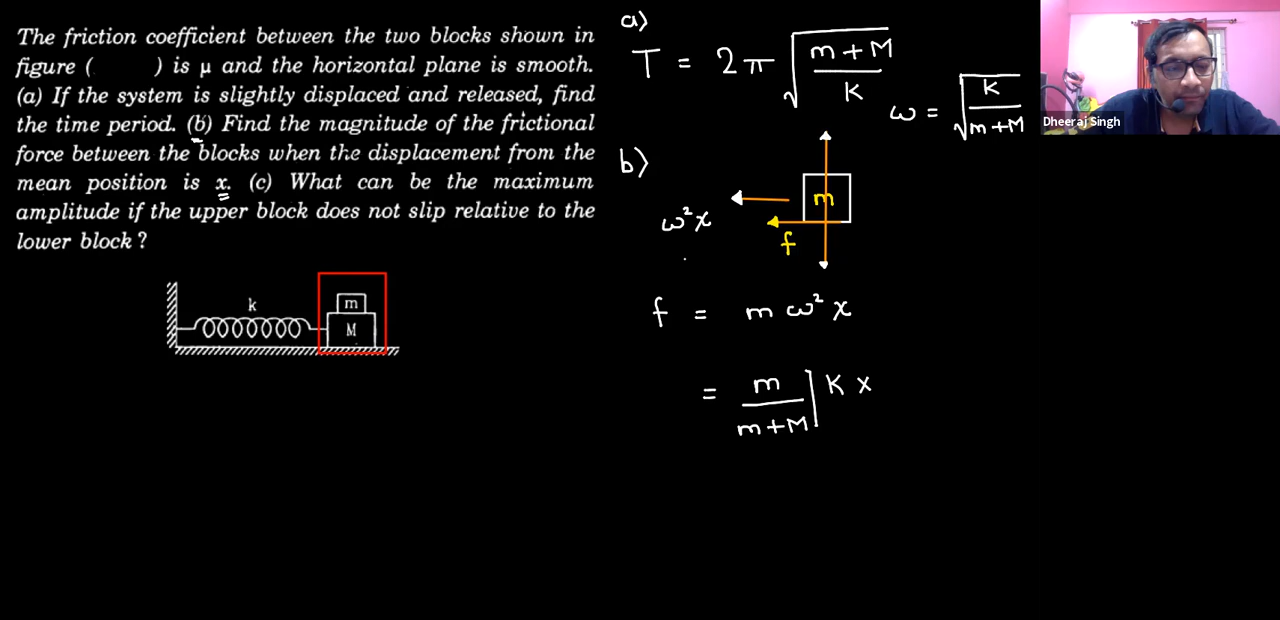 The friction coefficient between the two blocks shown in
figure ( ) is μ and the horizontal plane is smooth.
(a) If the system is slightly displaced and released, find
the time period. (b) Find the magnitude of the frictional
force between the blocks when the displacement from the
mean position is x. (c) What can be the maximum
amplitude if the upper block does not slip relative to the
lower block ?
k
m
M
a)
T = 2π √((m+M)/K)
ω = √(K/(m+M))
Dheeraj Singh
b)
m
ω²x
f
f = mω²x
= m/(m+M) | K x